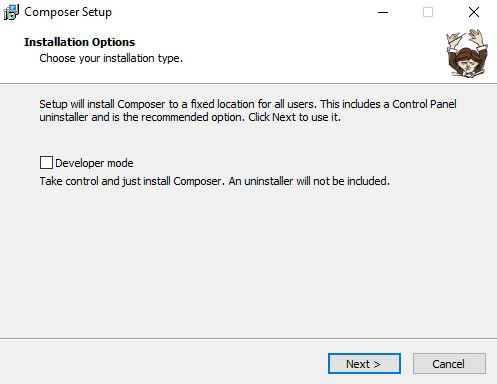 Composer Setup
Installation Options
Choose your installation type.
Setup will install Composer to a fixed location for all users. This includes a Control Panel
uninstaller and is the recommended option. Click Next to use it.
Developer mode
Take control and just install Composer. An uninstaller will not be included.
Next >
Cancel